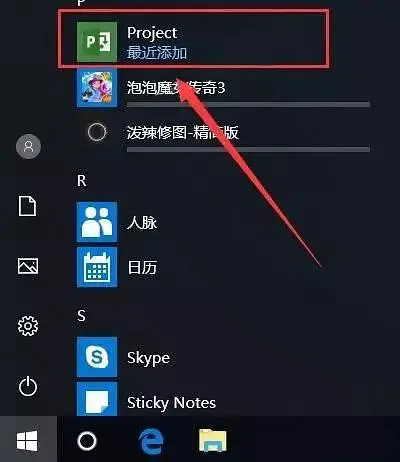 Project
最近添加
泡泡魔女传奇3
泼辣修图-精简版
R
人脉
日历
S
Skype
Sticky Notes